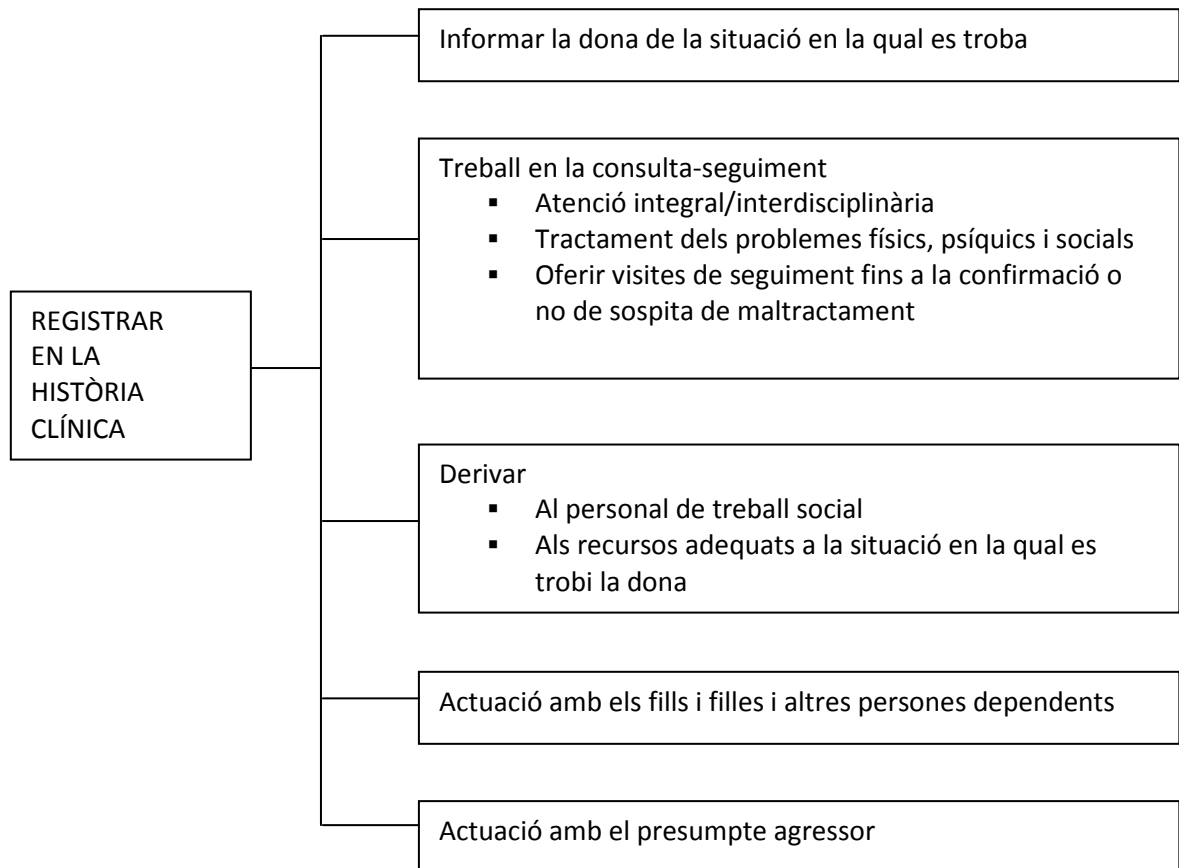 Informar la dona de la situació en la qual es troba
Treball en la consulta-seguiment
▪ Atenció integral/interdisciplinària
▪ Tractament dels problemes físics, psíquics i socials
▪ Oferir visites de seguiment fins a la confirmació o
no de sospita de maltractament
REGISTRAR
EN LA
HISTÒRIA
CLÍNICA
Derivar
▪ Al personal de treball social
▪ Als recursos adequats a la situació en la qual es
trobi la dona
Actuació amb els fills i filles i altres persones dependents
Actuació amb el presumpte agressor